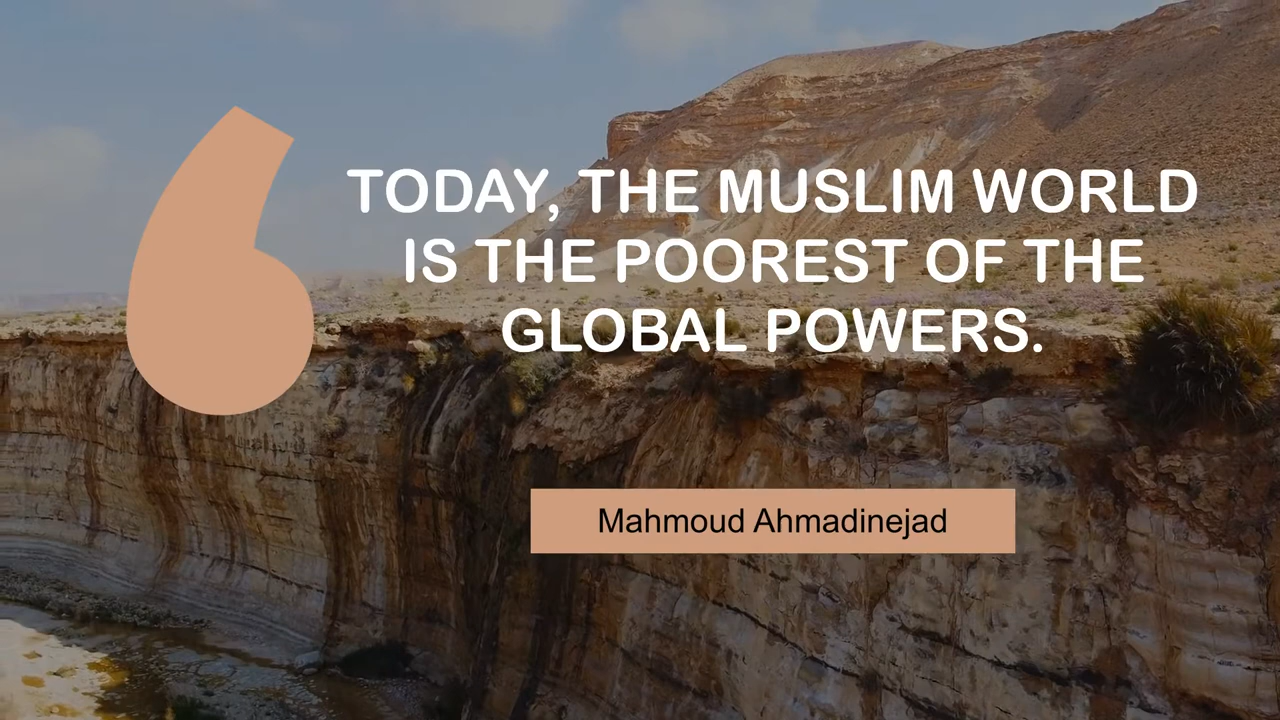 TODAY, THE MUSLIM WORLD
IS THE POOREST OF THE
GLOBAL POWERS.
Mahmoud Ahmadinejad